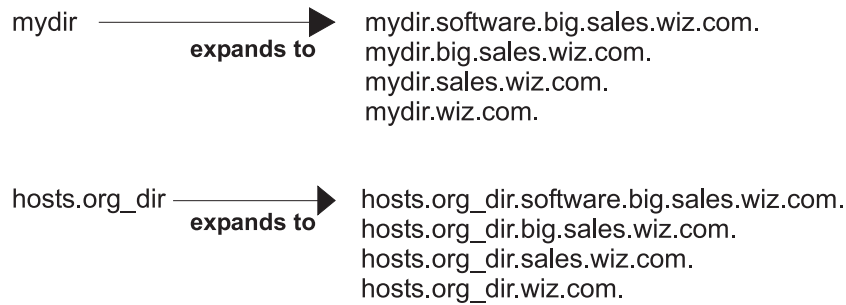 mydir expands to mydir.software.big.sales.wiz.com.
mydir.big.sales.wiz.com.
mydir.sales.wiz.com.
mydir.wiz.com.
hosts.org_dir expands to hosts.org_dir.software.big.sales.wiz.com.
hosts.org_dir.big.sales.wiz.com.
hosts.org_dir.sales.wiz.com.
hosts.org_dir.wiz.com.